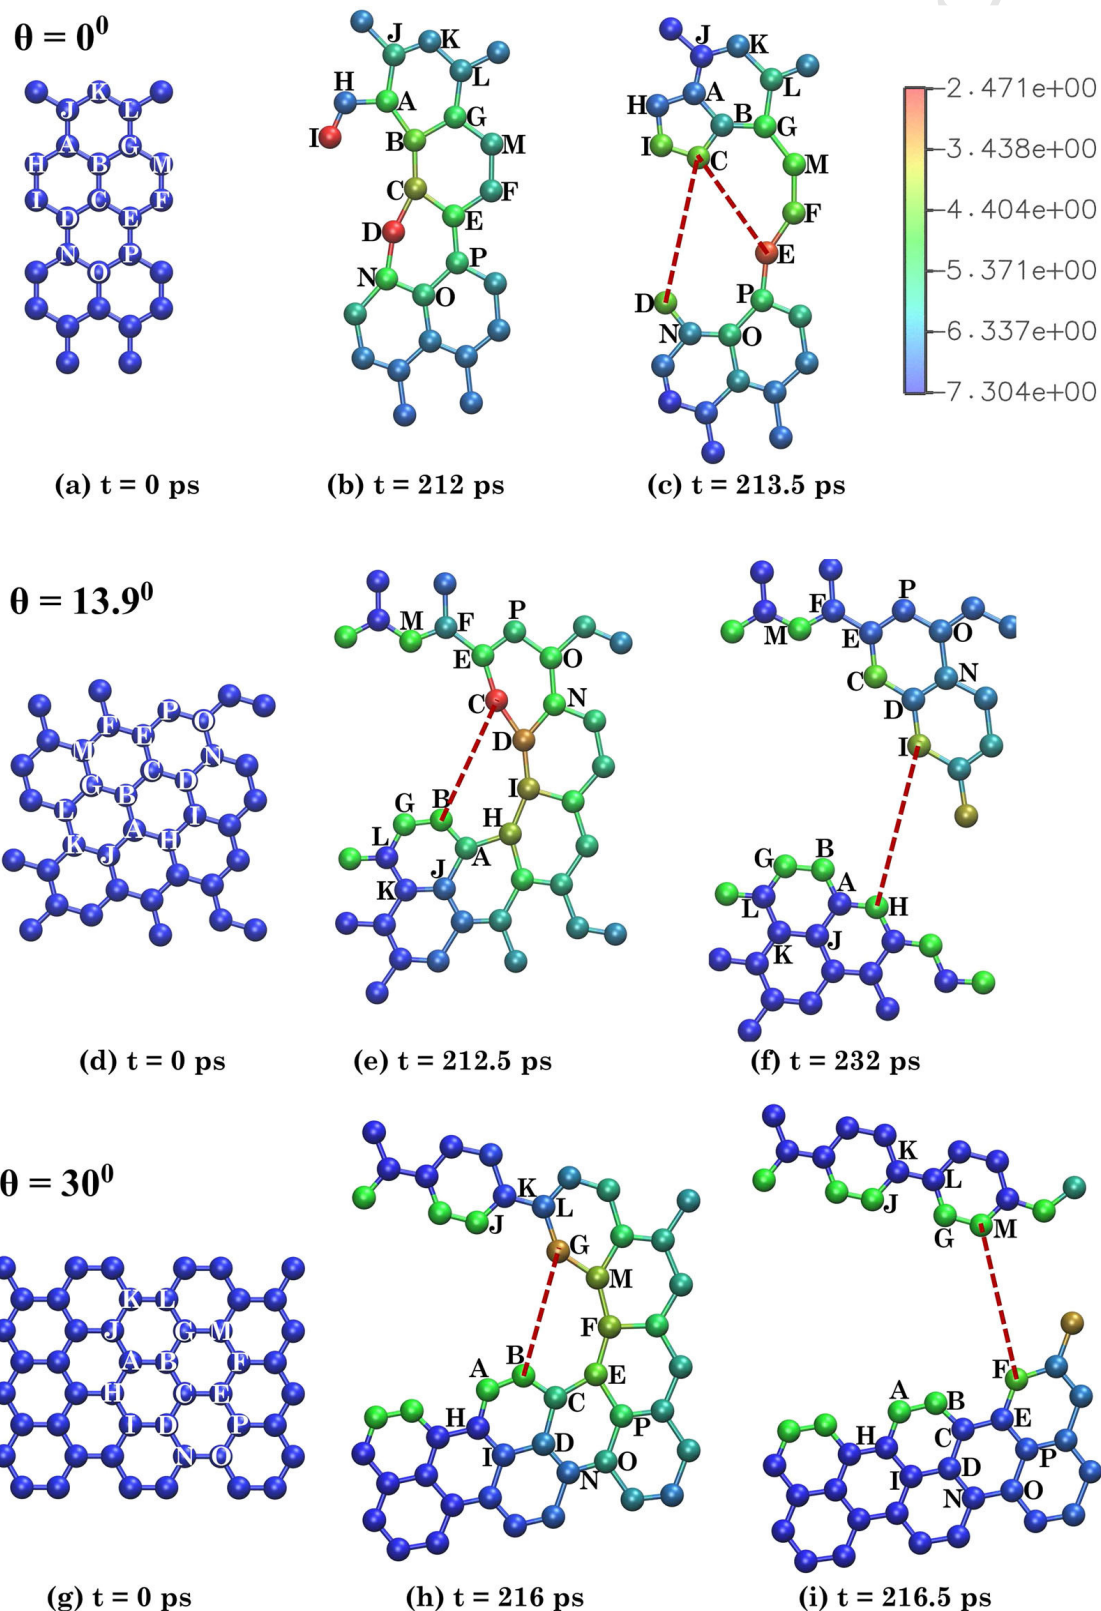 θ = 0⁰
K
J L
A G
H B M
I C F
D E
N P
O
J K
H L
A G
I B M
C F
D E
N P
O
J K
H A L
I B G
C M
F
E
D P
N O
-2.471e+00
-3.438e+00
-4.404e+00
-5.371e+00
-6.337e+00
-7.304e+00
(a) t = 0 ps
(b) t = 212 ps
(c) t = 213.5 ps
θ = 13.9⁰
P O
F E
M N
C D
G B
L A I
K J H
M F P
E O
C N
D
I
G B H
L A
K J
F P
M E O
C N
D
I
G B
A H
L J
K
(d) t = 0 ps
(e) t = 212.5 ps
(f) t = 232 ps
θ = 30⁰
K L
J G M
A B F
H C E
I D P
N O
K L
J G
M
F
B
A E
C
H P
I D
N O
K
L
J
G M
F
A B
H C E
I D P
N O
(g) t = 0 ps
(h) t = 216 ps
(i) t = 216.5 ps